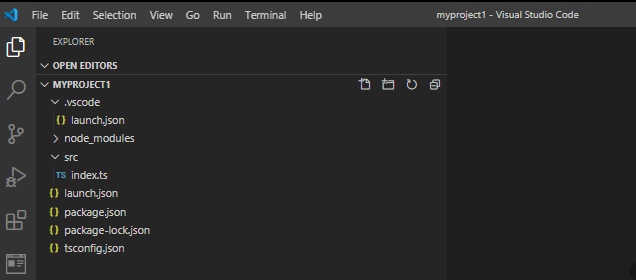 File Edit Selection View Go Run Terminal Help myproject1 - Visual Studio Code
EXPLORER
OPEN EDITORS
MYPROJECT1
.vscode
{} launch.json
node_modules
src
TS index.ts
{} launch.json
{} package.json
{} package-lock.json
{} tsconfig.json